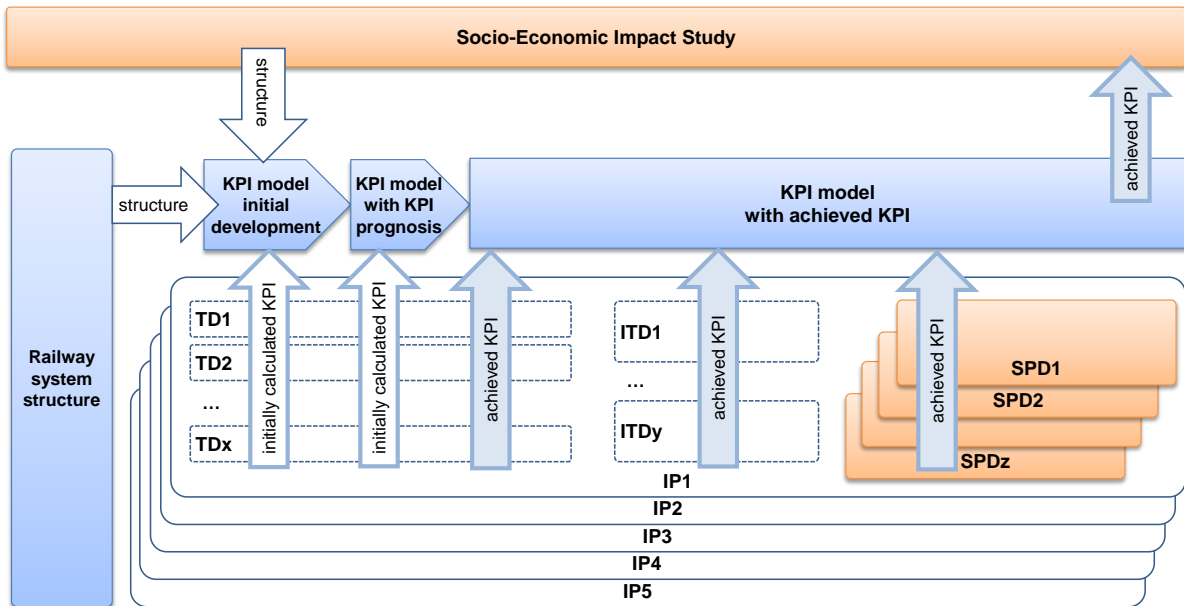 Socio-Economic Impact Study
structure
achieved KPI
Railway
system
structure
structure
KPI model
initial
development
KPI model
with KPI
prognosis
KPI model
with achieved KPI
TD1
TD2
...
TDx
initially calculated KPI
initially calculated KPI
achieved KPI
ITD1
...
ITDy
achieved KPI
achieved KPI
SPD1
SPD2
SPDz
IP1
IP2
IP3
IP4
IP5